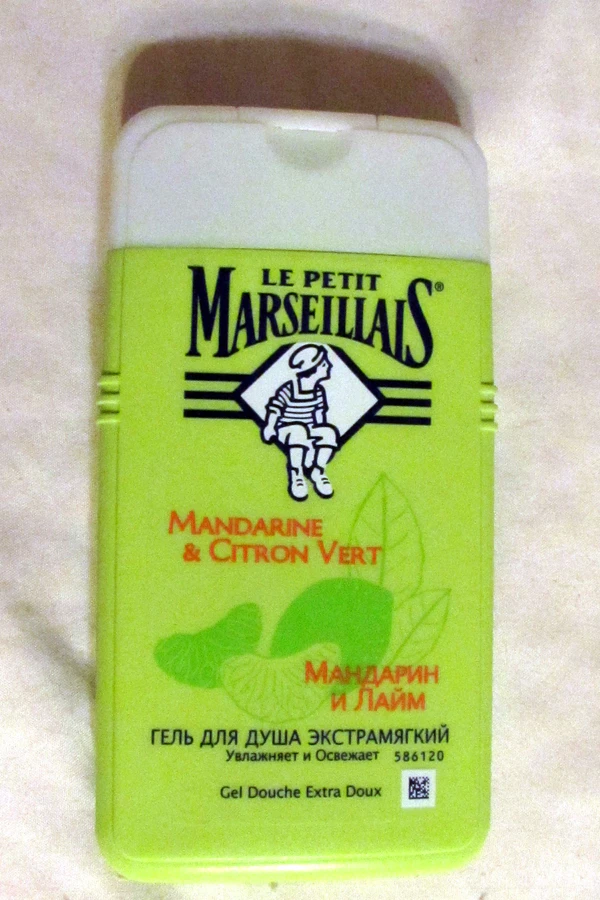 LE PETIT
MARSEILLAIS®
MANDARINE
& CITRON VERT
МАНДАРИН
И ЛАЙМ
ГЕЛЬ ДЛЯ ДУША ЭКСТРАМЯГКИЙ
Увлажняет и Освежает 586120
Gel Douche Extra Doux